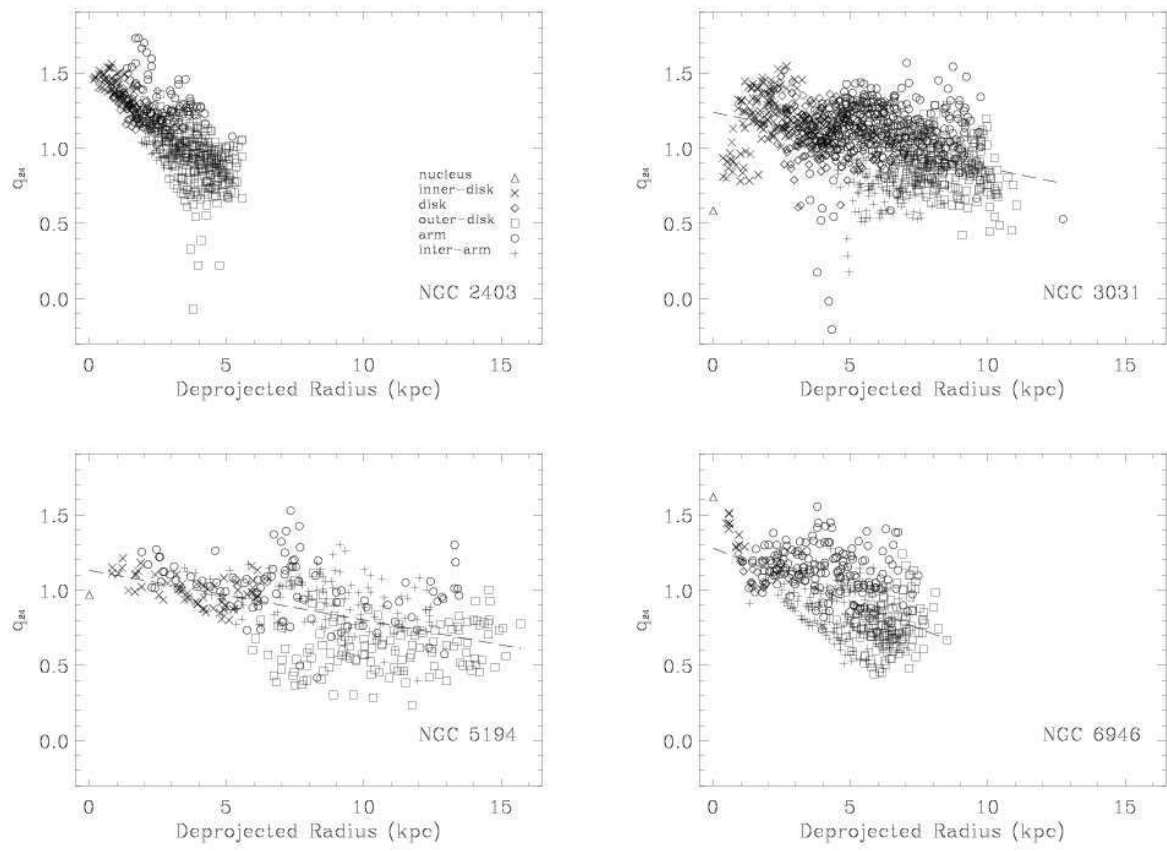 1.5
1.0
0.5
0.0
q24
nucleus
inner-disk
disk
outer-disk
arm
inter-arm
NGC 2403
0 5 10 15
Deprojected Radius (kpc)
1.5
1.0
0.5
0.0
q24
NGC 3031
0 5 10 15
Deprojected Radius (kpc)
1.5
1.0
0.5
0.0
q24
NGC 5194
0 5 10 15
Deprojected Radius (kpc)
1.5
1.0
0.5
0.0
q24
NGC 6946
0 5 10 15
Deprojected Radius (kpc)